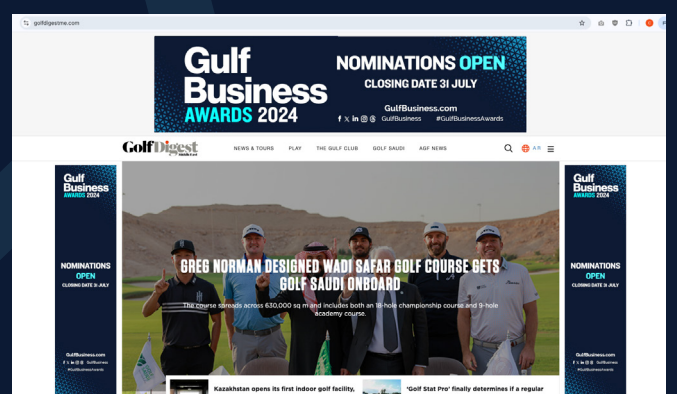 golfdigestme.com
Gulf
Business
AWARDS 2024
NOMINATIONS OPEN
CLOSING DATE 31 JULY
GulfBusiness.com
GulfBusiness #GulfBusinessAwards
GolfDigest
NEWS & TOURS PLAY THE GULF CLUB GOLF SAUDI AGF NEWS AR
Gulf
Business
AWARDS 2024
NOMINATIONS
OPEN
CLOSING DATE 31 JULY
GulfBusiness.com
GulfBusiness
#GulfBusinessAwards
GREG NORMAN DESIGNED WADI SAFAR GOLF COURSE GETS
GOLF SAUDI ONBOARD
The course spreads across 630,000 sq m and includes both an 18-hole championship course and 9-hole
academy course.
Gulf
Business
AWARDS 2024
NOMINATIONS
OPEN
CLOSING DATE 31 JULY
GulfBusiness.com
GulfBusiness
#GulfBusinessAwards
Kazakhstan opens its first indoor golf facility,
'Golf Stat Pro' finally determines if a regular